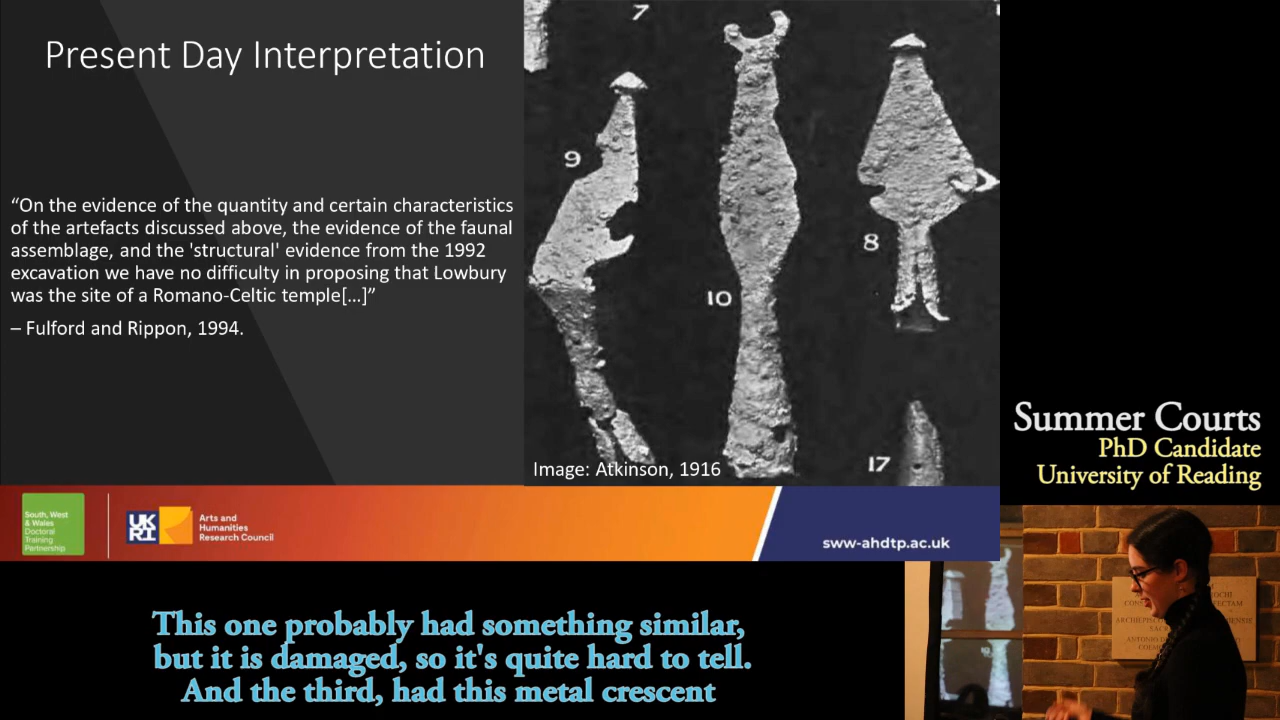 Present Day Interpretation
“On the evidence of the quantity and certain characteristics
of the artefacts discussed above, the evidence of the faunal
assemblage, and the 'structural' evidence from the 1992
excavation we have no difficulty in proposing that Lowbury
was the site of a Romano-Celtic temple[…]”
– Fulford and Rippon, 1994.
7
9
10
8
17
Image: Atkinson, 1916
South, West
& Wales
Doctoral
Training
Partnership
UK
RI
Arts and
Humanities
Research Council
sww-ahdtp.ac.uk
Summer Courts
PhD Candidate
University of Reading
This one probably had something similar,
but it is damaged, so it's quite hard to tell.
And the third, had this metal crescent